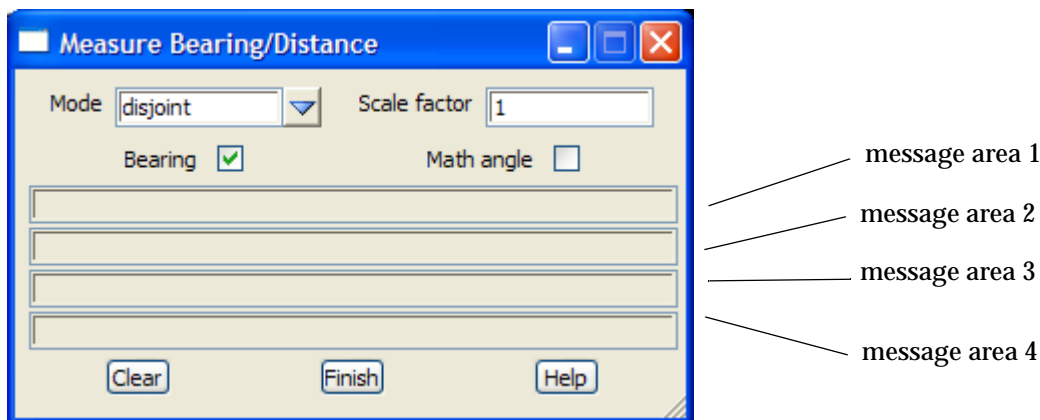 Measure Bearing/Distance
Mode disjoint Scale factor 1
Bearing Math angle
message area 1
message area 2
message area 3
message area 4
Clear Finish Help